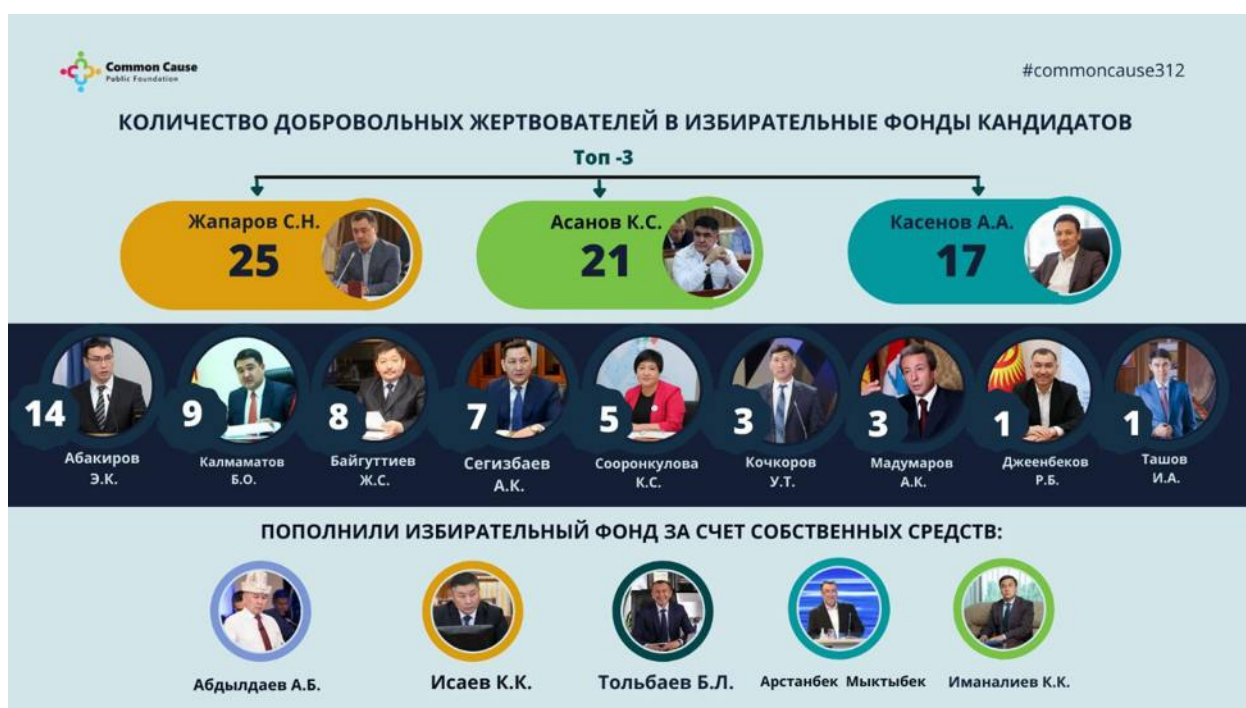 Common Cause
Public Foundation
#commoncause312
КОЛИЧЕСТВО ДОБРОВОЛЬНЫХ ЖЕРТВОВАТЕЛЕЙ В ИЗБИРАТЕЛЬНЫЕ ФОНДЫ КАНДИДАТОВ
Топ -3
Жапаров С.Н.
25
Асанов К.С.
21
Касенов А.А.
17
14
Абакиров
Э.К.
9
Калмаматов
Б.О.
8
Байгуттиев
Ж.С.
7
Сегизбаев
А.К.
5
Сооронкулова
К.С.
3
Кочкоров
У.Т.
3
Мадумаров
А.К.
1
Джеенбеков
Р.Б.
1
Ташов
И.А.
ПОПОЛНИЛИ ИЗБИРАТЕЛЬНЫЙ ФОНД ЗА СЧЕТ СОБСТВЕННЫХ СРЕДСТВ:
Абдылдаев А.Б.
Исаев К.К.
Тольбаев Б.Л.
Арстанбек Мыктыбек
Иманалиев К.К.